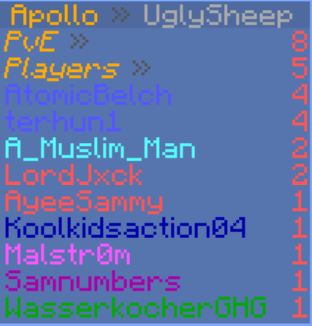 Apollo » UglySheep
PvE » 8
Players » 5
AtomicBelch 4
terhun1 4
A_Muslim_Man 2
LordJxck 2
AyeeSammy 1
Koolkidsaction04 1
Malstr0m 1
Samnumbers 1
WasserkocherGHG 1